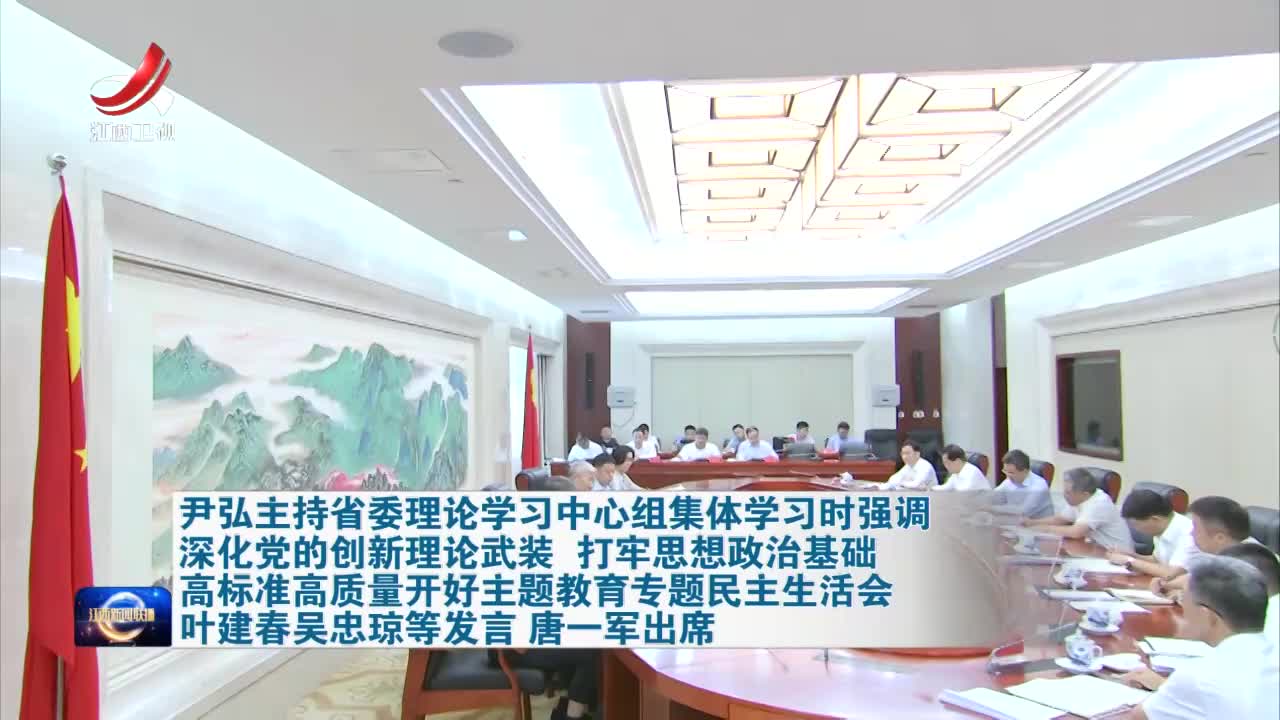 江西卫视
尹弘主持省委理论学习中心组集体学习时强调
深化党的创新理论武装 打牢思想政治基础
高标准高质量开好主题教育专题民主生活会
叶建春吴忠琼等发言 唐一军出席
江西新闻联播